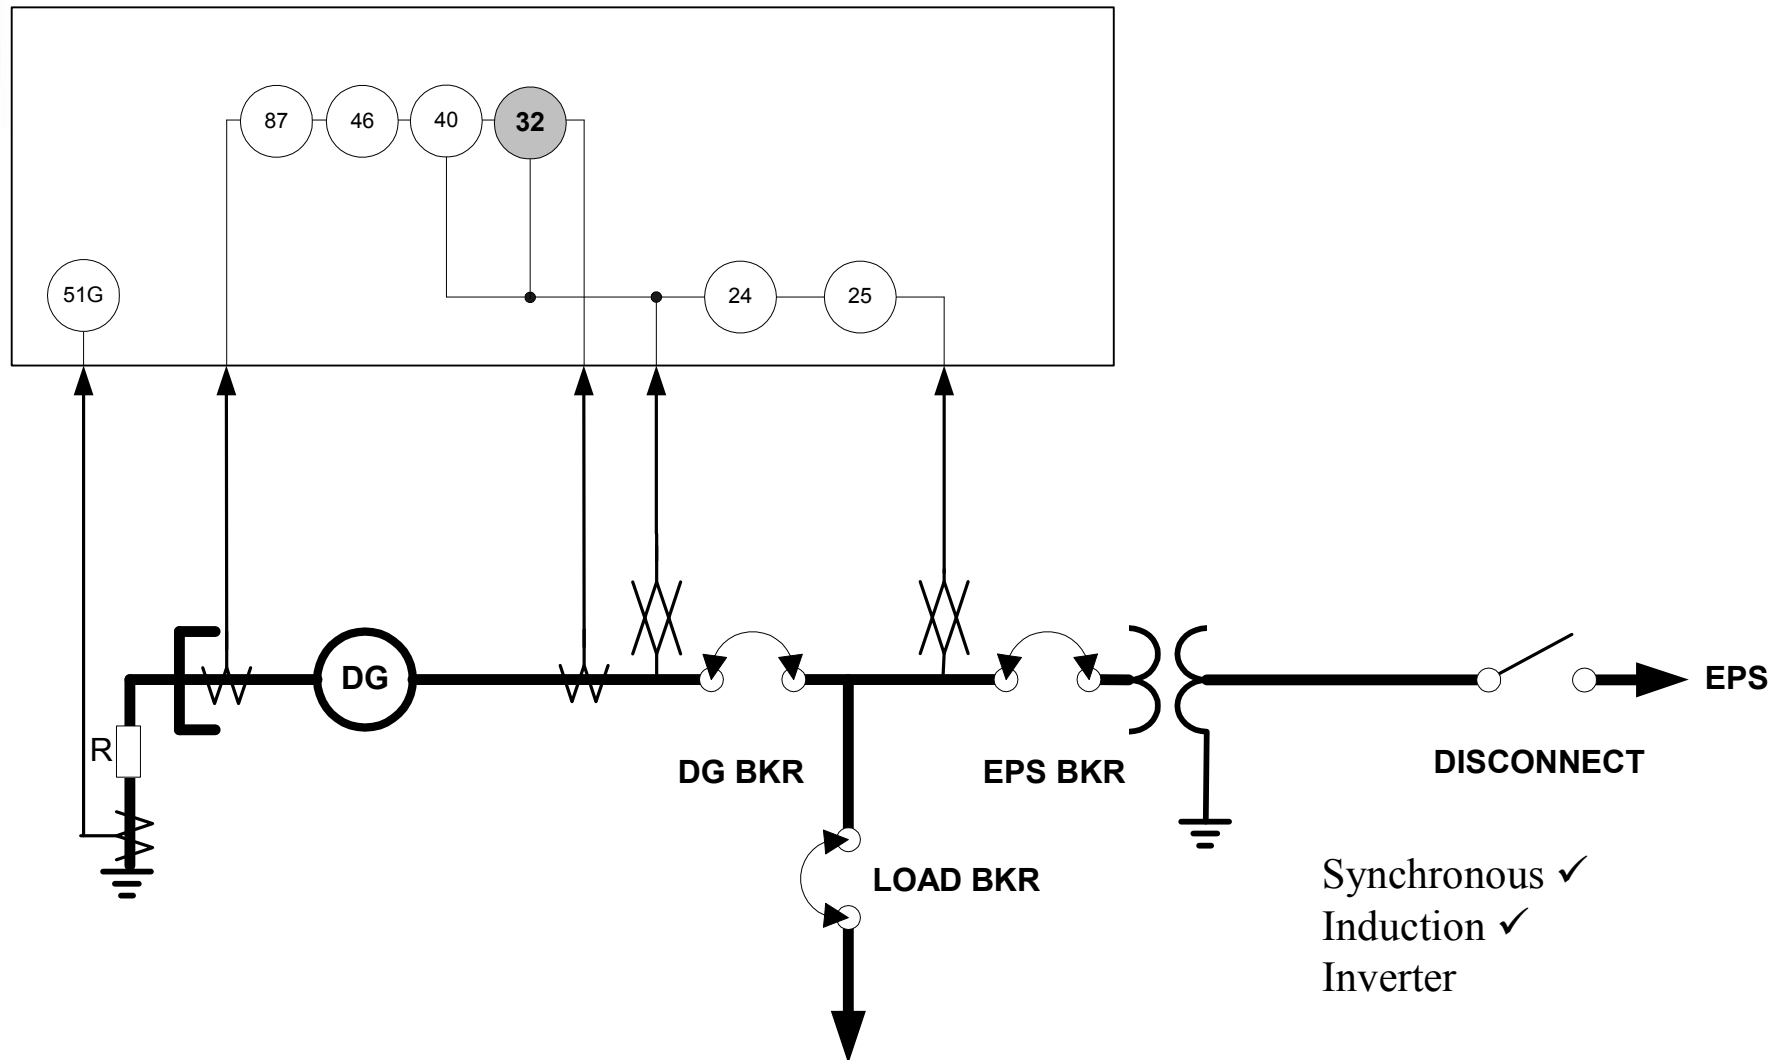 87
46
40
32
51G
24
25
DG
EPS
R
DG BKR
EPS BKR
DISCONNECT
LOAD BKR
Synchronous ✓
Induction ✓
Inverter